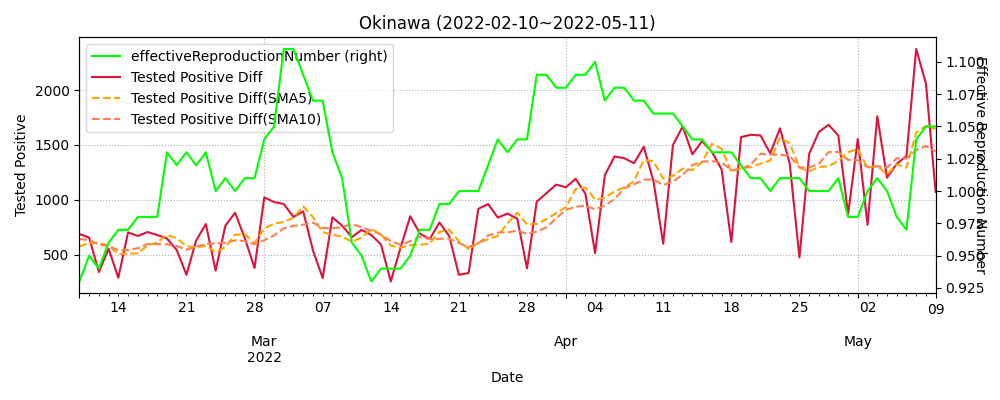 Okinawa (2022-02-10~2022-05-11)
effectiveReproductionNumber (right)
Tested Positive Diff
Tested Positive Diff(SMA5)
Tested Positive Diff(SMA10)
Tested Positive
2000
1500
1000
500
Effective Reproduction Number
1.100
1.075
1.050
1.025
1.000
0.975
0.950
0.925
14 21 28 07 14 21 28 04 11 18 25 02 09
Mar Apr May
2022
Date